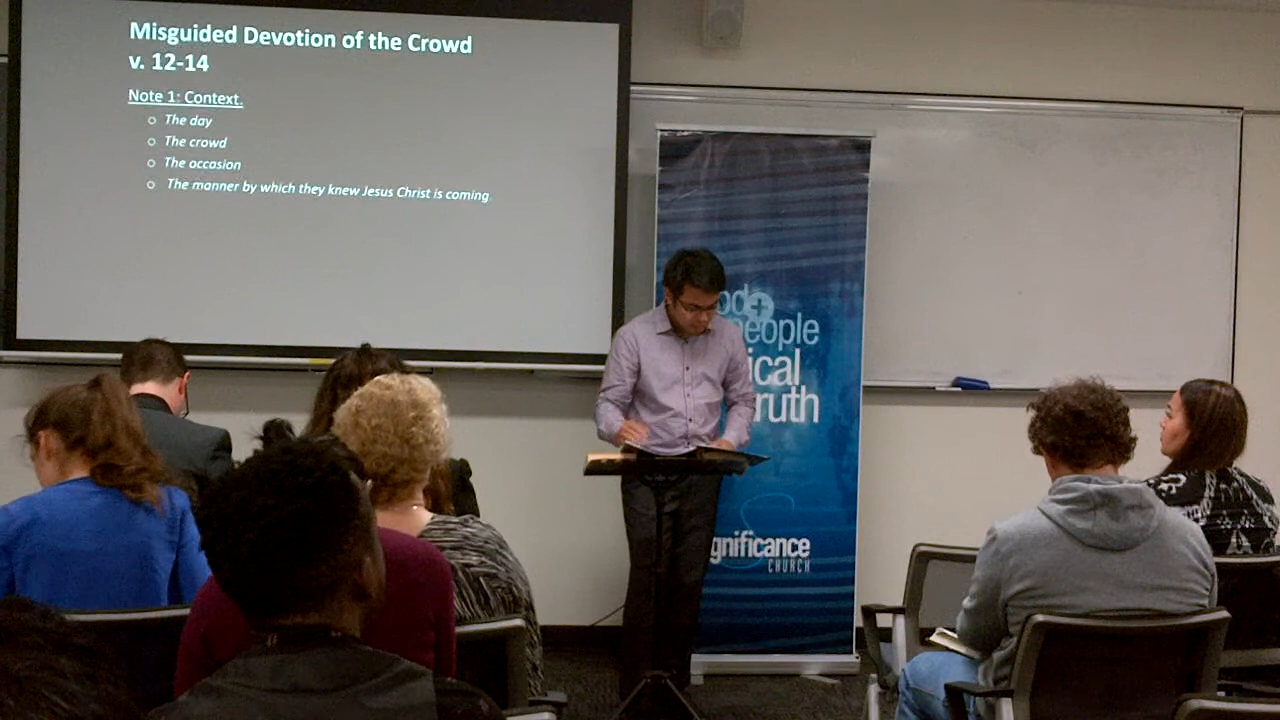 Misguided Devotion of the Crowd
v. 12-14
Note 1: Context.
The day
The crowd
The occasion
The manner by which they knew Jesus Christ is coming.
od+
people
ical
ruth
gnificance
CHURCH